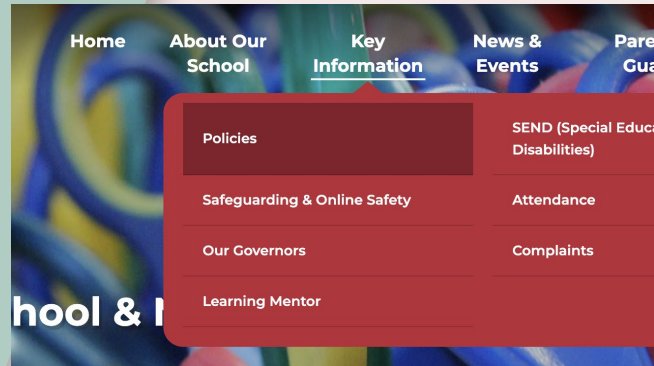 Home
About Our
School
Key
Information
News &
Events
Policies
Safeguarding & Online Safety
Our Governors
Learning Mentor
SEND (Special
Disabilities)
Attendance
Complaints
hool &